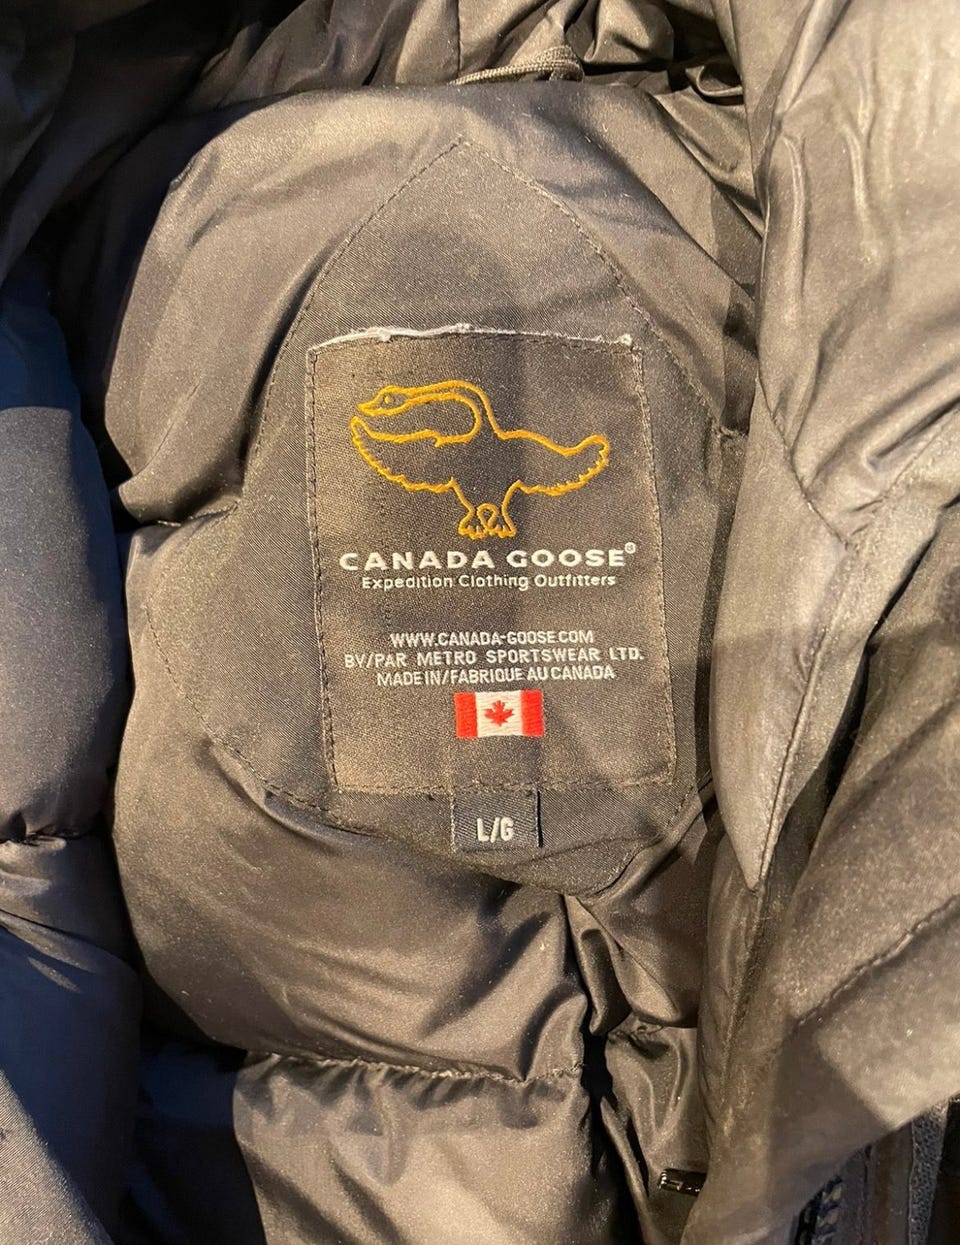 CANADA GOOSE®
Expedition Clothing Outfitters
WWW.CANADA-GOOSE.COM
BY/PAR METRO SPORTSWEAR LTD.
MADE IN/FABRIQUE AU CANADA
L/G